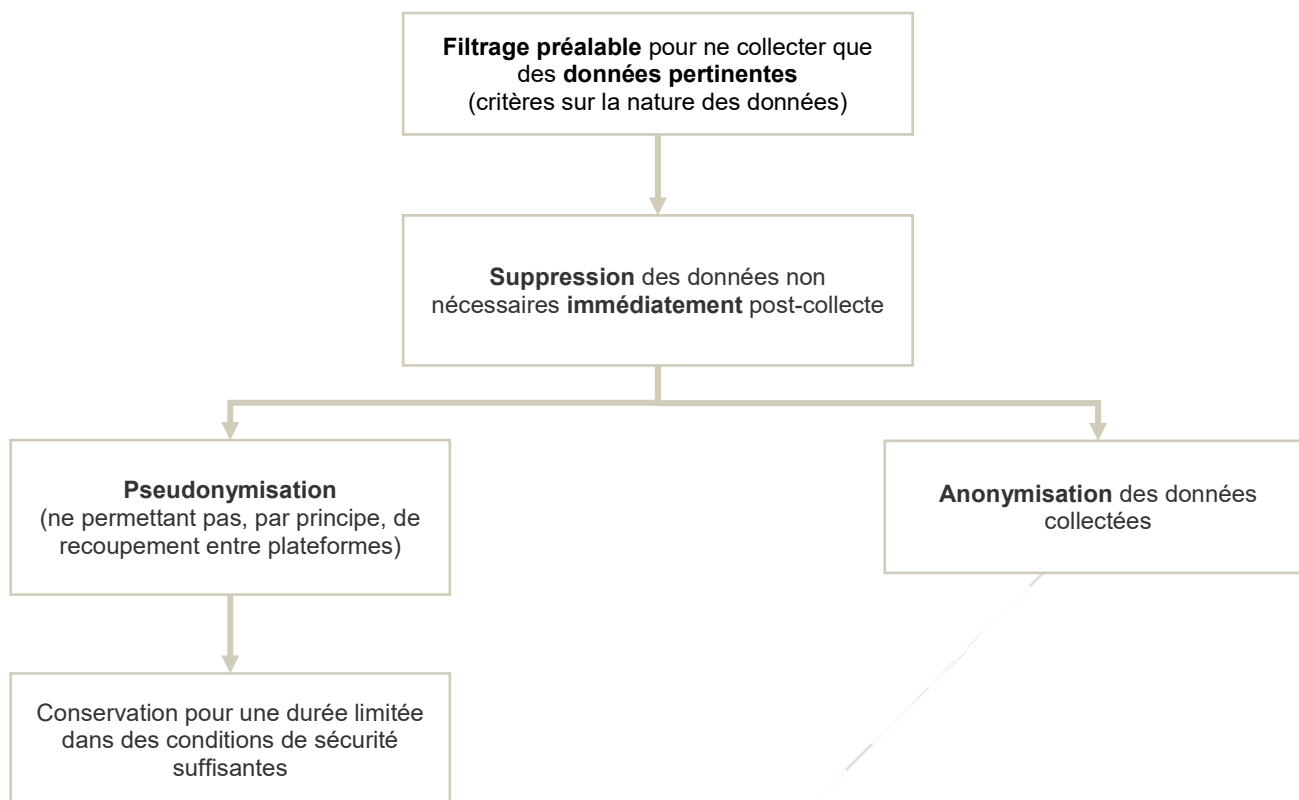 Filtrage préalable pour ne collecter que
des données pertinentes
(critères sur la nature des données)
Suppression des données non
nécessaires immédiatement post-collecte
Pseudonymisation
(ne permettant pas, par principe, de
recoupement entre plateformes)
Anonymisation des données
collectées
Conservation pour une durée limitée
dans des conditions de sécurité
suffisantes